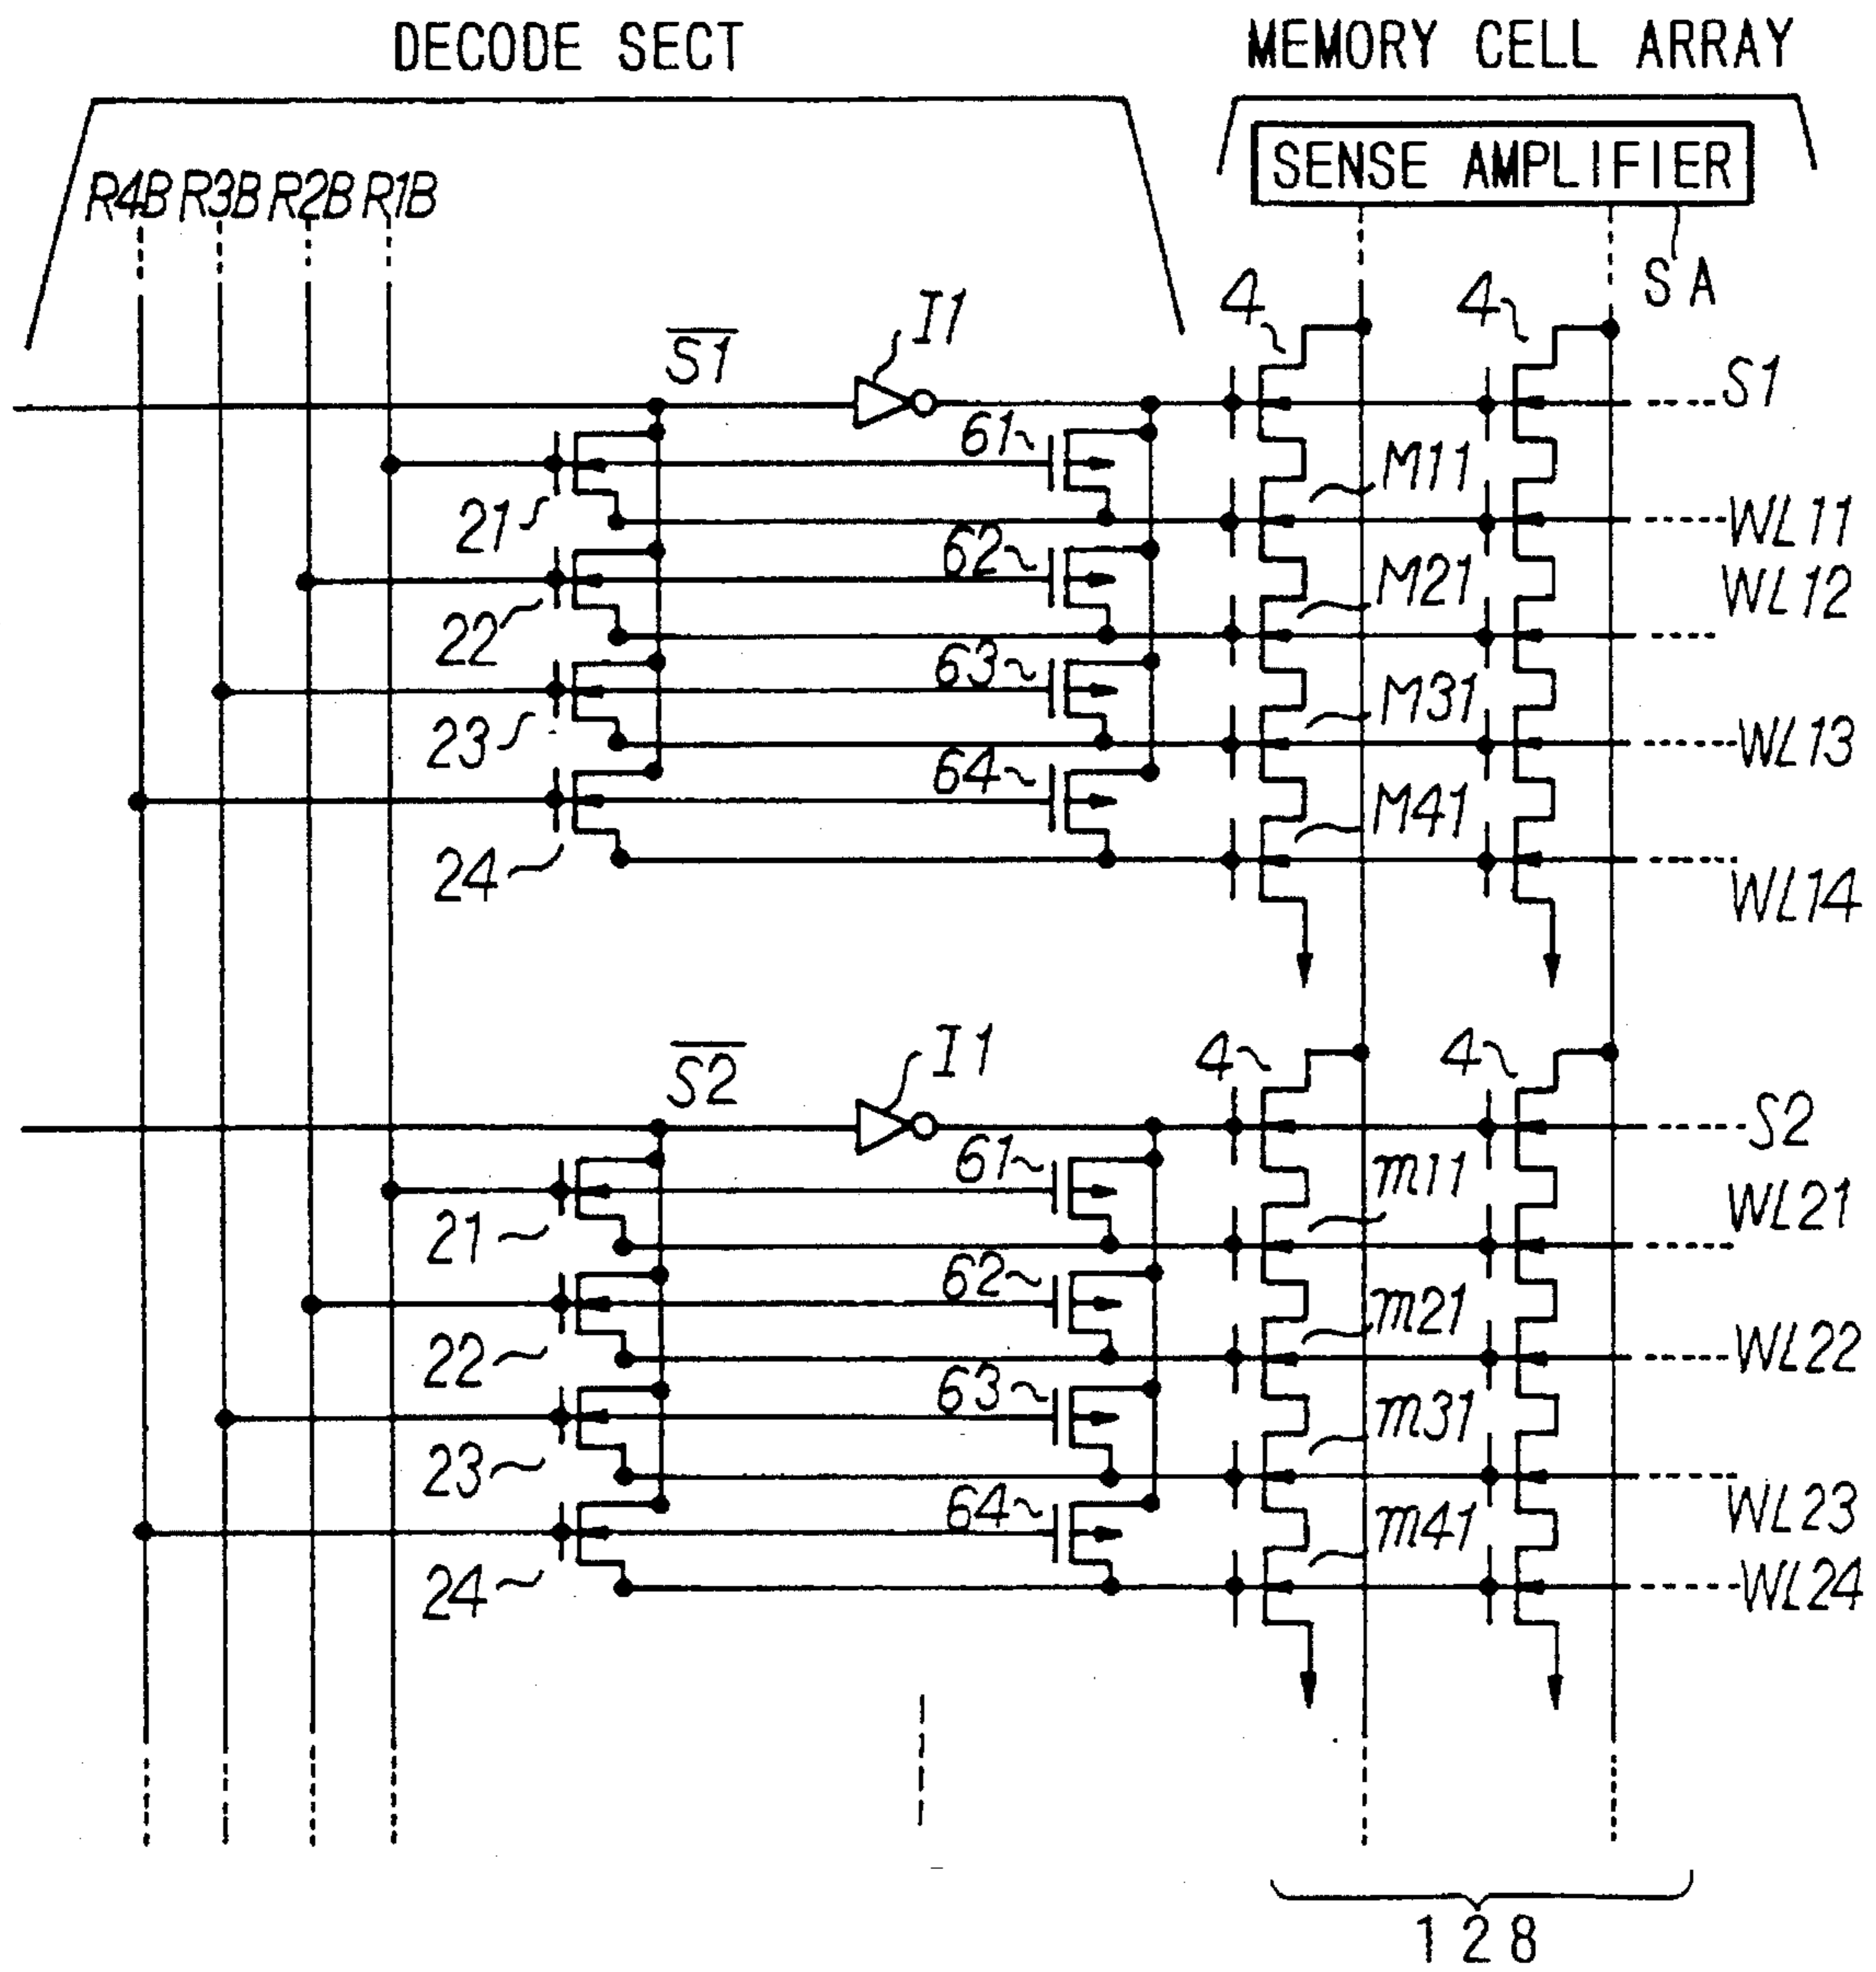 DECODE SECT
MEMORY CELL ARRAY
SENSE AMPLIFIER
R4B R3B R2B R1B
SA
4
4
S1
I1
S1
61
M11
21
WL11
62
M21
WL12
22
63
M31
23
WL13
64
M41
24
WL14
4
4
S2
I1
S2
61
m11
21
WL21
62
m21
22
WL22
63
m31
23
WL23
64
m41
24
WL24
128